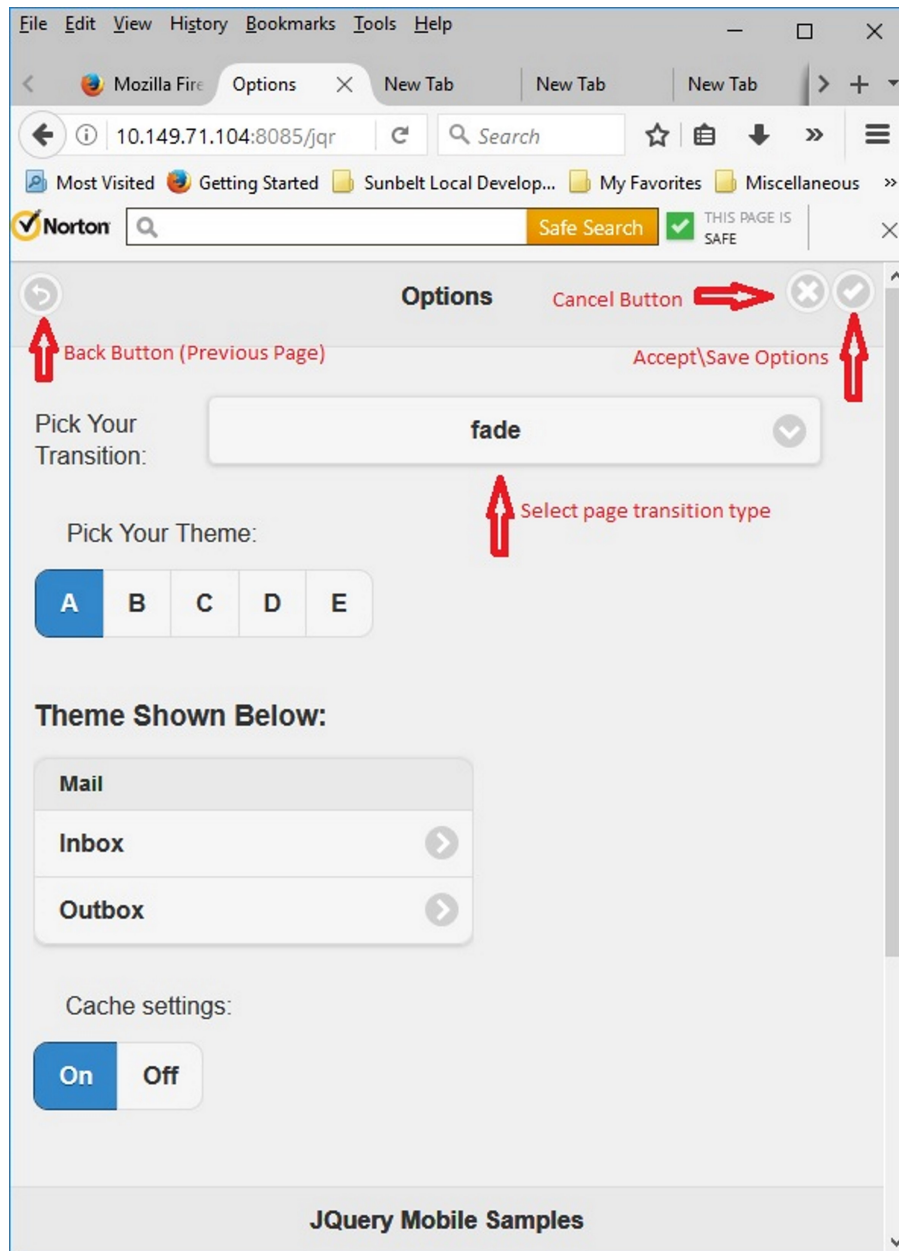 File Edit View History Bookmarks Tools Help
Mozilla Fire Options New Tab New Tab New Tab
10.149.71.104:8085/jqr Search
Most Visited Getting Started Sunbelt Local Develop... My Favorites Miscellaneous
Norton Safe Search THIS PAGE IS
SAFE
Options Cancel Button
Back Button (Previous Page) Accept\Save Options
Pick Your
Transition:
fade
Select page transition type
Pick Your Theme:
A B C D E
Theme Shown Below:
Mail
Inbox
Outbox
Cache settings:
On Off
JQuery Mobile Samples